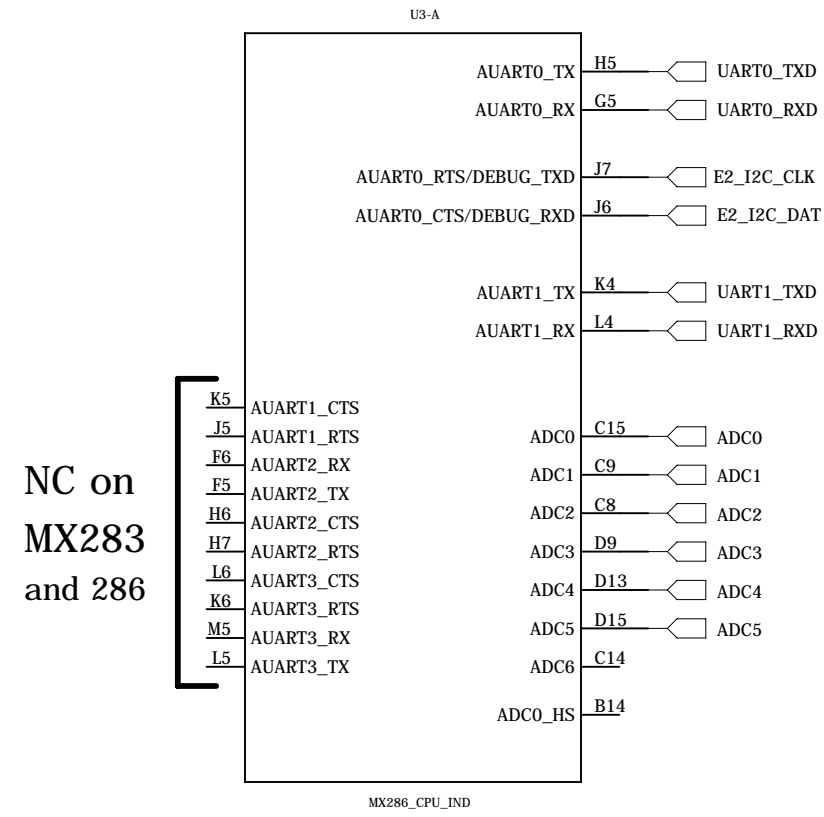 U3-A
AUART0_TX H5 UART0_TXD
AUART0_RX G5 UART0_RXD
AUART0_RTS/DEBUG_TXD J7 E2_I2C_CLK
AUART0_CTS/DEBUG_RXD J6 E2_I2C_DAT
AUART1_TX K4 UART1_TXD
AUART1_RX L4 UART1_RXD
NC on
MX283
and 286
K5 AUART1_CTS
J5 AUART1_RTS
F6 AUART2_RX
F5 AUART2_TX
H6 AUART2_CTS
H7 AUART2_RTS
L6 AUART3_CTS
K6 AUART3_RTS
M5 AUART3_RX
L5 AUART3_TX
ADC0 C15 ADC0
ADC1 C9 ADC1
ADC2 C8 ADC2
ADC3 D9 ADC3
ADC4 D13 ADC4
ADC5 D15 ADC5
ADC6 C14
ADC0_HS B14
MX286_CPU_IND